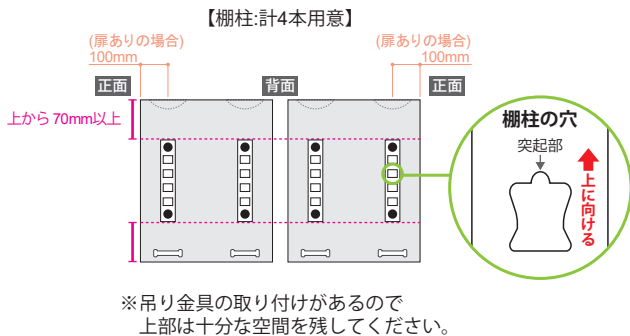 【棚柱:計4本用意】
(扉ありの場合)
100mm
(扉ありの場合)
100mm
正面
背面
正面
上から70mm以上
棚柱の穴
突起部
上に向ける
※吊り金具の取り付けがあるので
上部は十分な空間を残してください。